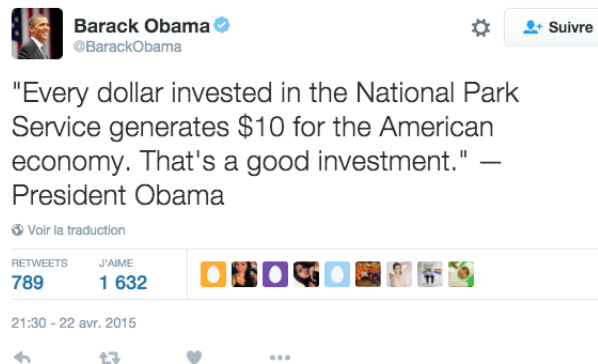 Barack Obama
@BarackObama
Suivre
"Every dollar invested in the National Park
Service generates $10 for the American
economy. That's a good investment." —
President Obama
Voir la traduction
RETWEETS J'AIME
789 1 632
21:30 - 22 avr. 2015